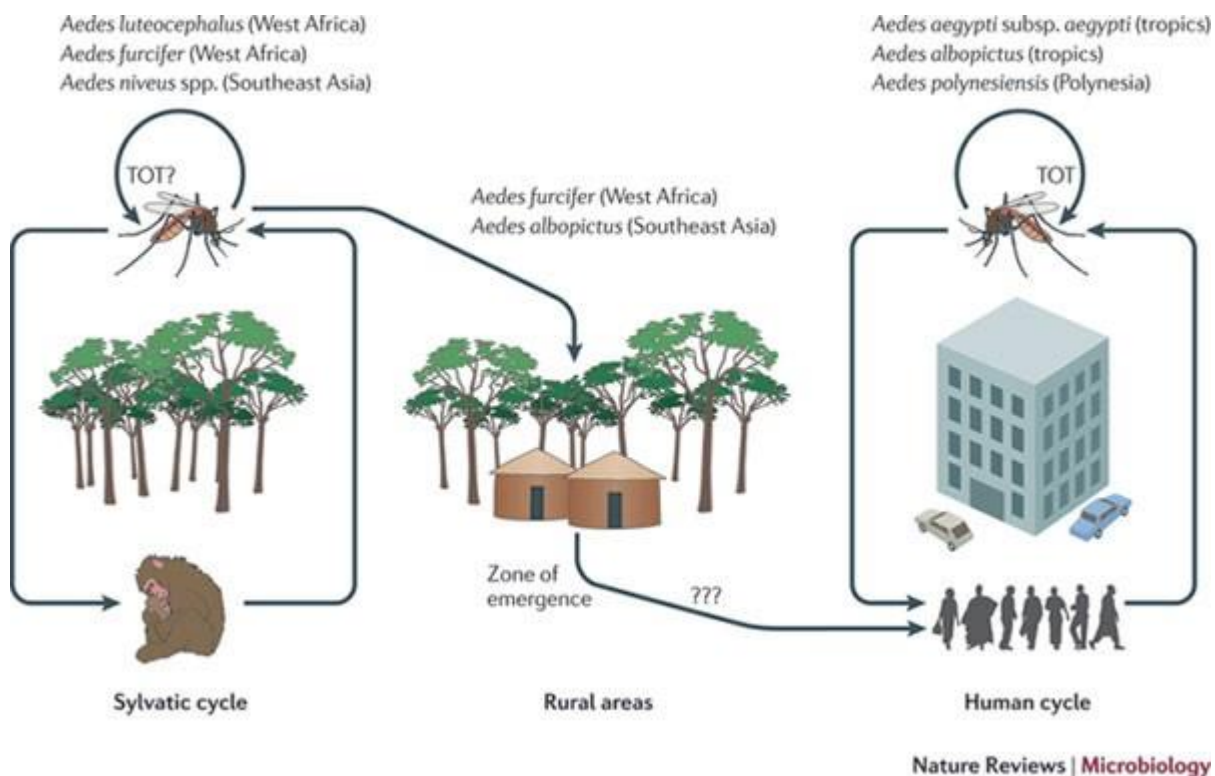 Aedes luteocephalus (West Africa)
Aedes furcifer (West Africa)
Aedes niveus spp. (Southeast Asia)
Aedes aegypti subsp. aegypti (tropics)
Aedes albopictus (tropics)
Aedes polynesiensis (Polynesia)
TOT?
TOT
Aedes furcifer (West Africa)
Aedes albopictus (Southeast Asia)
Zone of
emergence
???
Sylvatic cycle
Rural areas
Human cycle
Nature Reviews | Microbiology